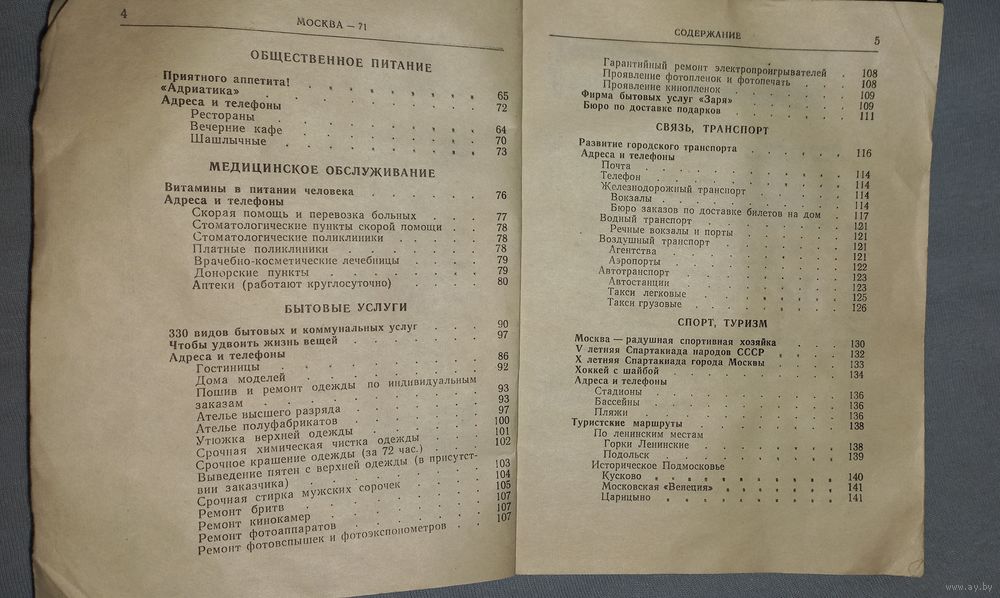 4 МОСКВА — 71
ОБЩЕСТВЕННОЕ ПИТАНИЕ
Приятного аппетита! . . . . . . . . 65
«Адриатика» . . . . . . . . 72
Адреса и телефоны
Рестораны . . . . . . . . 64
Вечерние кафе . . . . . . . 70
Шашлычные . . . . . . . 73
МЕДИЦИНСКОЕ ОБСЛУЖИВАНИЕ
Витамины в питании человека . . . . . 76
Адреса и телефоны
Скорая помощь и перевозка больных . . . 77
Стоматологические пункты скорой помощи . . 78
Стоматологические поликлиники . . . . 78
Платные поликлиники . . . . . . 78
Врачебно-косметические лечебницы . . . 79
Донорские пункты . . . . . . 79
Аптеки (работают круглосуточно) . . . . 80
БЫТОВЫЕ УСЛУГИ
330 видов бытовых и коммунальных услуг . . . 90
Чтобы удвоить жизнь вещей . . . . . 97
Адреса и телефоны
Гостиницы . . . . . . . 86
Дома моделей . . . . . . . 92
Пошив и ремонт одежды по индивидуальным
заказам . . . . . . . . 93
Ателье высшего разряда . . . . . 93
Ателье полуфабрикатов . . . . . 97
Утюжка верхней одежды . . . . . 100
Срочная химическая чистка одежды . . . 101
Срочное крашение одежды (за 72 час.) . . . 102
Выведение пятен с верхней одежды (в присутст-
вии заказчика) . . . . . . . 103
Срочная стирка мужских сорочек . . . . 104
Ремонт бритв . . . . . . . 105
Ремонт кинокамер . . . . . . 107
Ремонт фотоаппаратов . . . . . 107
Ремонт фотовспышек и фотоэкспонометров . . 107
СОДЕРЖАНИЕ 5
Гарантийный ремонт электропроигрывателей . 108
Проявление фотопленок и фотопечать . . . 108
Проявление кинопленок . . . . . 109
Фирма бытовых услуг «Заря» . . . . . 109
Бюро по доставке подарков . . . . . 111
СВЯЗЬ, ТРАНСПОРТ
Развитие городского транспорта . . . . . 116
Адреса и телефоны
Почта . . . . . . . . 114
Телефон . . . . . . . . 114
Железнодорожный транспорт . . . . . 114
Вокзалы . . . . . . . . 114
Бюро заказов по доставке билетов на дом . 117
Водный транспорт . . . . . . 121
Речные вокзалы и порты . . . . . 121
Воздушный транспорт . . . . . . 121
Агентства . . . . . . . . 121
Аэропорты . . . . . . . . 122
Автотранспорт . . . . . . . 123
Автостанции . . . . . . . 123
Такси легковые . . . . . . . 125
Такси грузовые . . . . . . . 126
СПОРТ, ТУРИЗМ
Москва — радушная спортивная хозяйка . . . 130
V летняя Спартакиада народов СССР . . . . 132
X летняя Спартакиада города Москвы . . . . 133
Хоккей с шайбой . . . . . . . 134
Адреса и телефоны
Стадионы . . . . . . . . 136
Бассейны . . . . . . . . 136
Пляжи . . . . . . . . 136
Туристские маршруты . . . . . . 138
По ленинским местам
Горки Ленинские . . . . . . 138
Подольск . . . . . . . . 139
Историческое Подмосковье
Кусково . . . . . . . . 140
Московская «Венеция» . . . . . . 141
Царицыно . . . . . . . . 141
www.ay.by